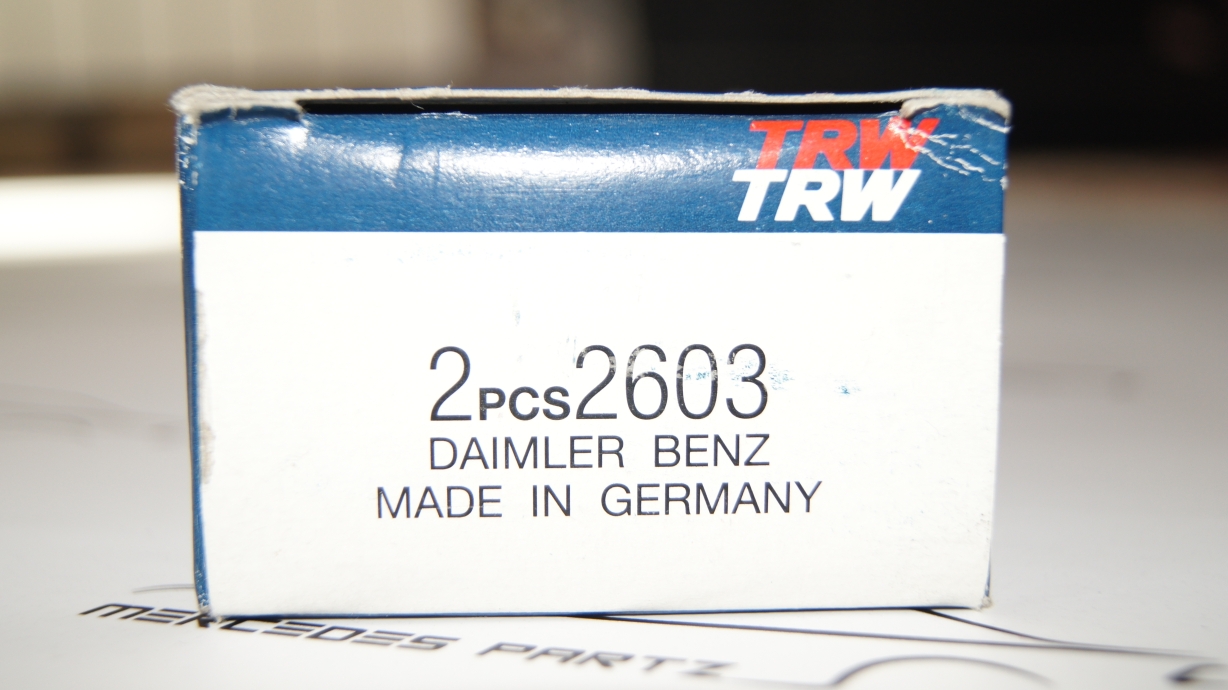 TRW
TRW
2PCS2603
DAIMLER BENZ
MADE IN GERMANY
MERCEDES PARTZ